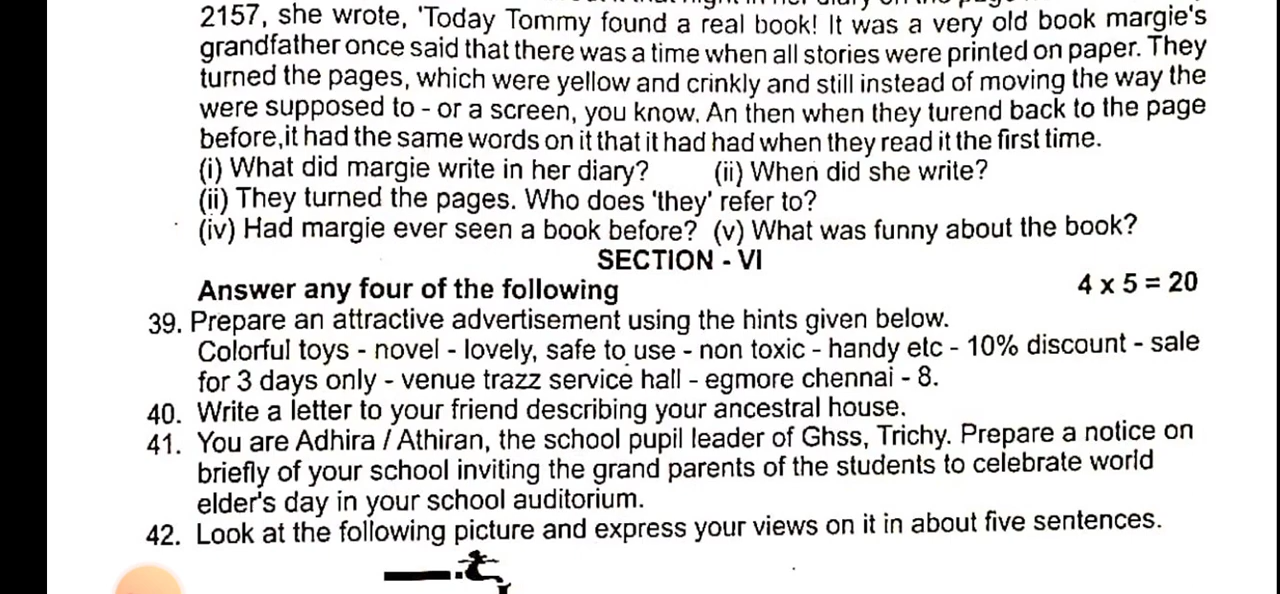 2157, she wrote, 'Today Tommy found a real book! It was a very old book margie's
grandfather once said that there was a time when all stories were printed on paper. They
turned the pages, which were yellow and crinkly and still instead of moving the way the
were supposed to - or a screen, you know. An then when they turend back to the page
before,it had the same words on it that it had had when they read it the first time.
(i) What did margie write in her diary? (ii) When did she write?
(ii) They turned the pages. Who does 'they' refer to?
(iv) Had margie ever seen a book before? (v) What was funny about the book?
SECTION - VI
Answer any four of the following 4 x 5 = 20
39. Prepare an attractive advertisement using the hints given below.
Colorful toys - novel - lovely, safe to use - non toxic - handy etc - 10% discount - sale
for 3 days only - venue trazz service hall - egmore chennai - 8.
40. Write a letter to your friend describing your ancestral house.
41. You are Adhira / Athiran, the school pupil leader of Ghss, Trichy. Prepare a notice on
briefly of your school inviting the grand parents of the students to celebrate world
elder's day in your school auditorium.
42. Look at the following picture and express your views on it in about five sentences.